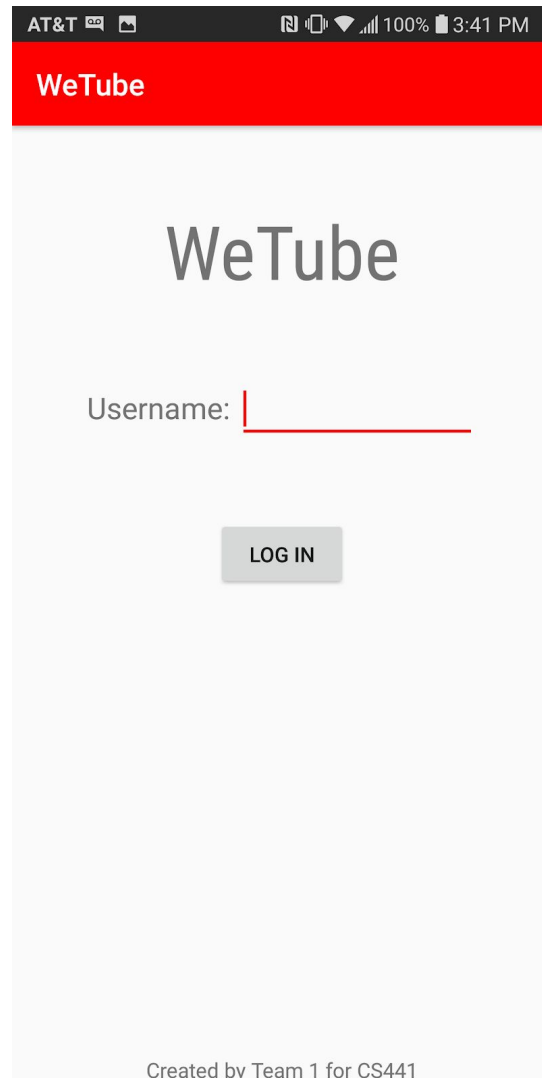 AT&T 100% 3:41 PM
WeTube
WeTube
Username:
LOG IN
Created by Team 1 for CS441